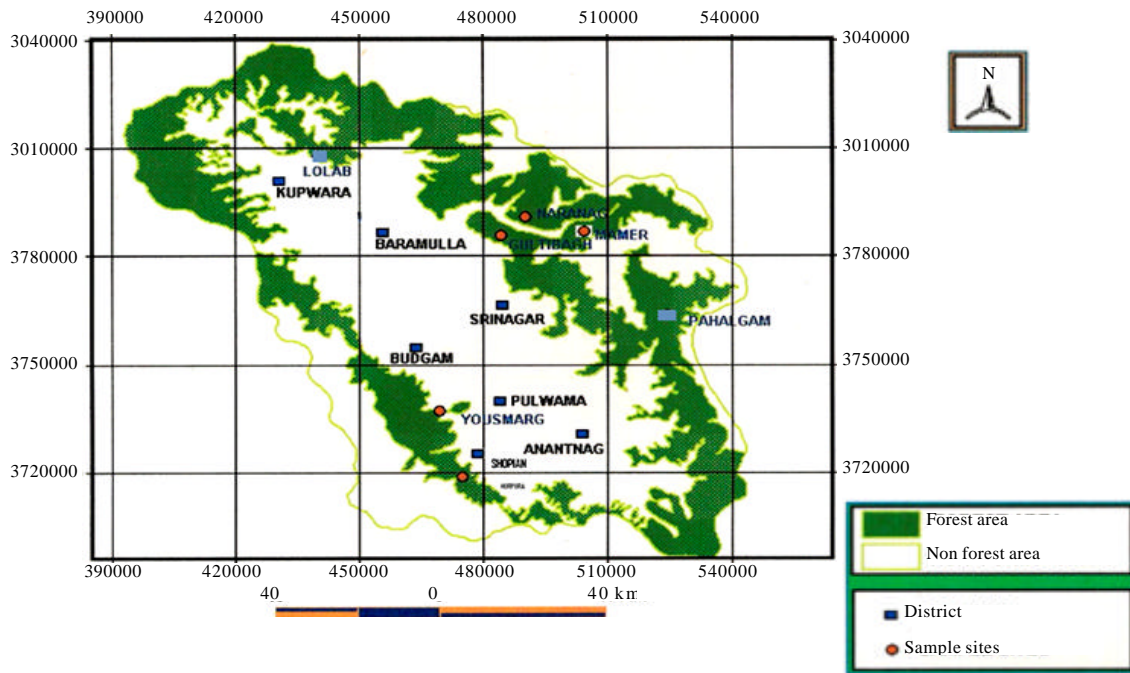 390000 420000 450000 480000 510000 540000
3040000 3040000
N
3010000 3010000
LOLAB
KUPWARA
NARANAG
BARAMULLA GULTIBAGH MAMER
3780000 3780000
SRINAGAR PAHALGAM
3750000 3750000
BUDGAM
PULWAMA
YOUSMARG
ANANTNAG
SHOPIAN
3720000 3720000
390000 420000 450000 480000 510000 540000
40 0 40 km
Forest area
Non forest area
District
Sample sites